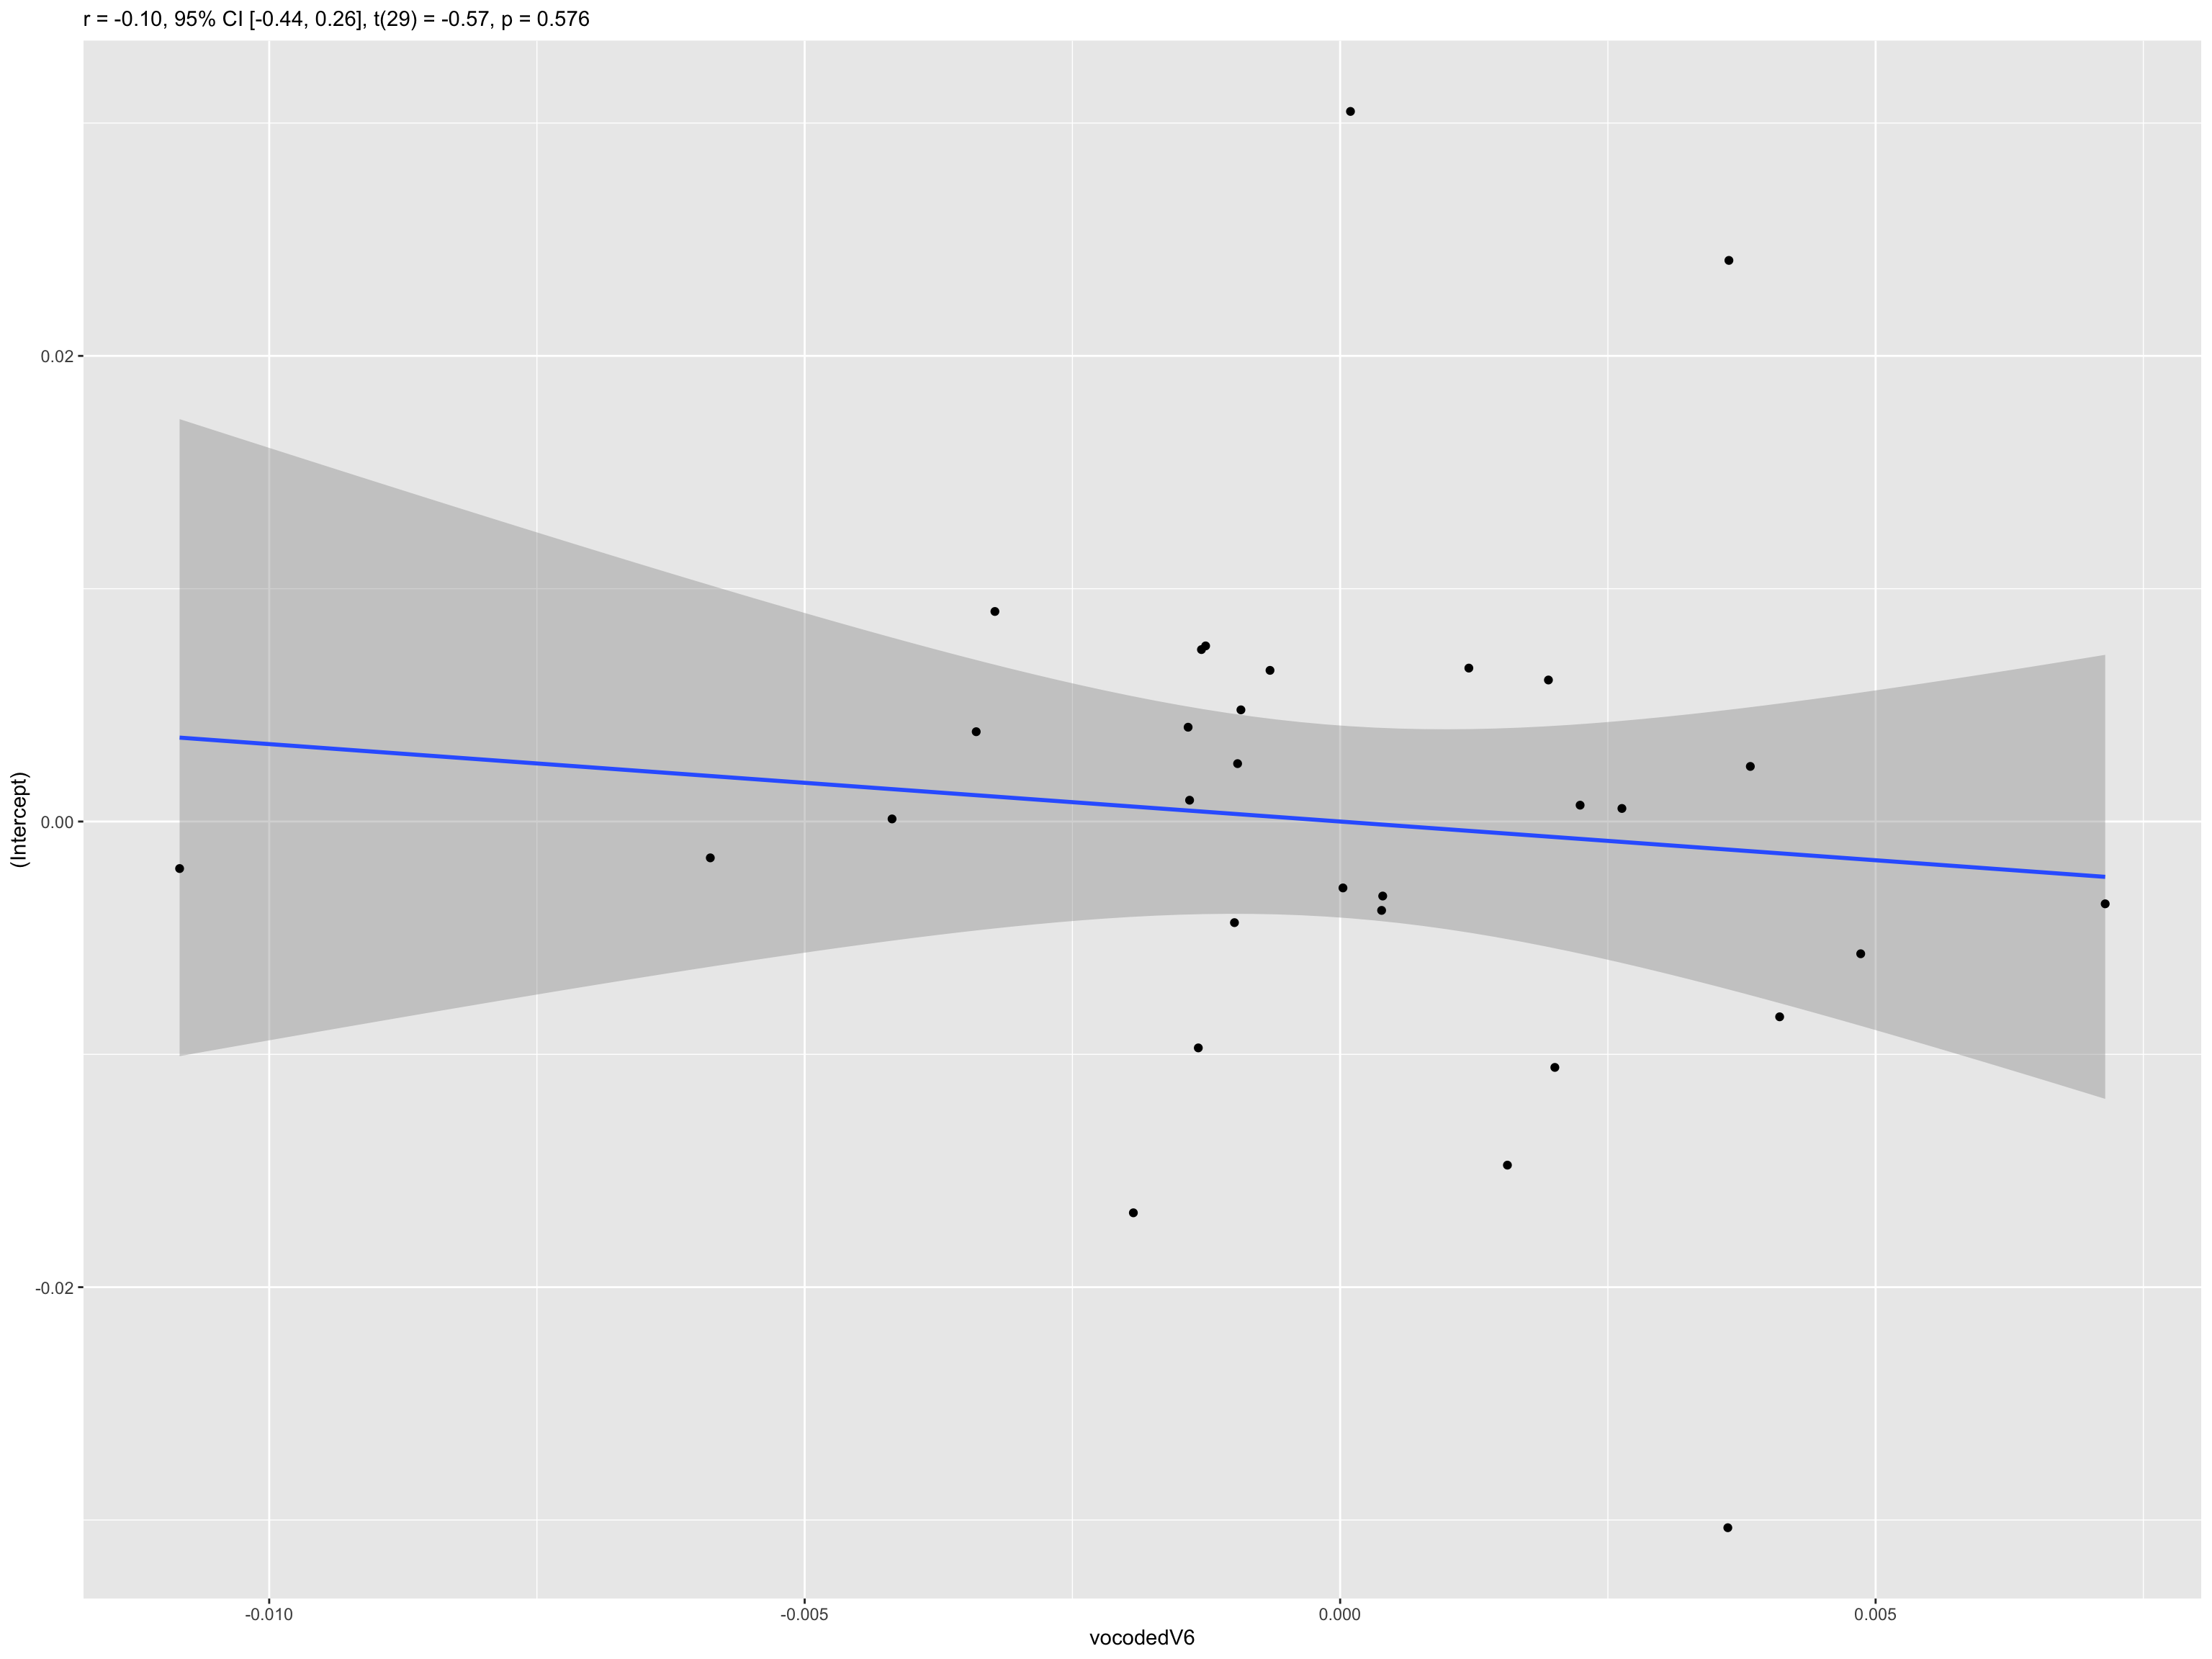 r = -0.10, 95% CI [-0.44, 0.26], t(29) = -0.57, p = 0.576
(Intercept)
0.02
0.00
-0.02
-0.010
-0.005
0.000
0.005
vocodedV6